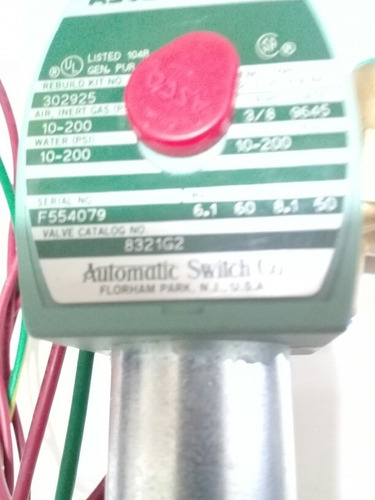 LISTED 104B
GEN. PUR
REBUILD KIT NO.
302925
AIR, INERT GAS (PSI)
10-200 3/8 9645
WATER (PSI)
10-200 10-200
SERIAL NO.
F554079 6.1 60 8.1 50
VALVE CATALOG NO.
8321G2
Automatic Switch Co
FLORHAM PARK, N.J., U.S.A
ASCO